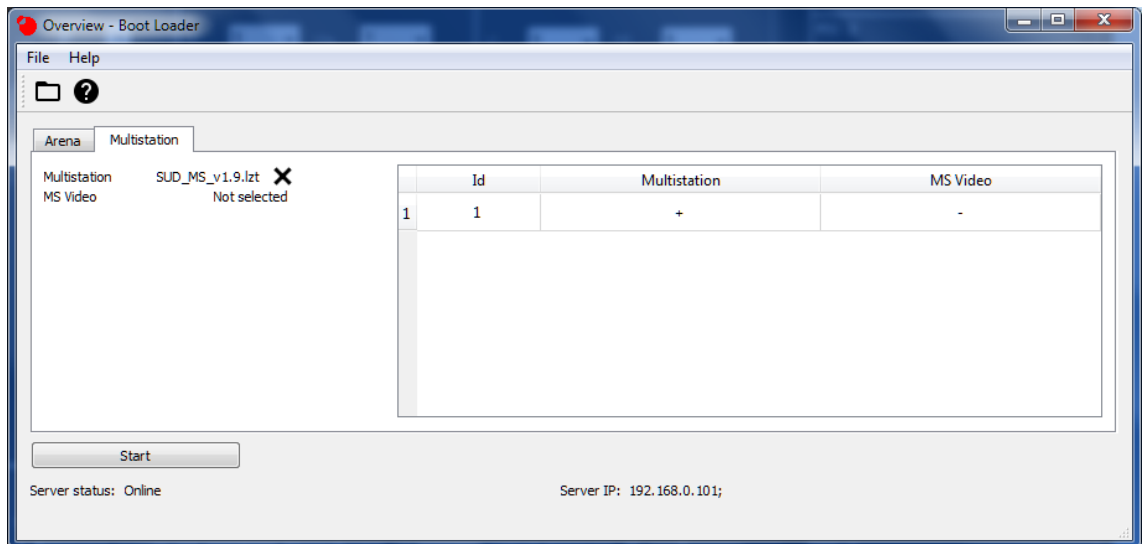 Overview - Boot Loader
File Help
Arena Multistation
Multistation SUD_MS_v1.9.lzt
MS Video Not selected
Id Multistation MS Video
1 1 + -
Start
Server status: Online Server IP: 192.168.0.101;